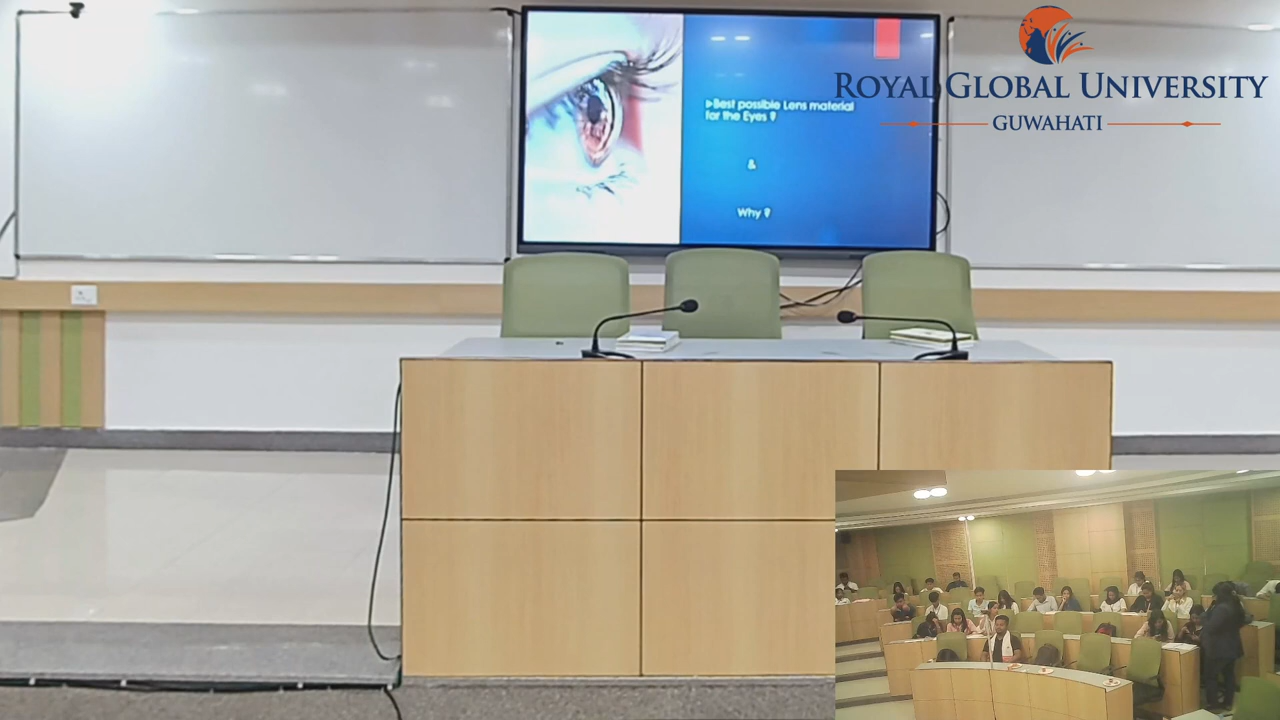 Best possible Lens material
for the Eyes ?
&
Why ?
ROYAL GLOBAL UNIVERSITY
GUWAHATI